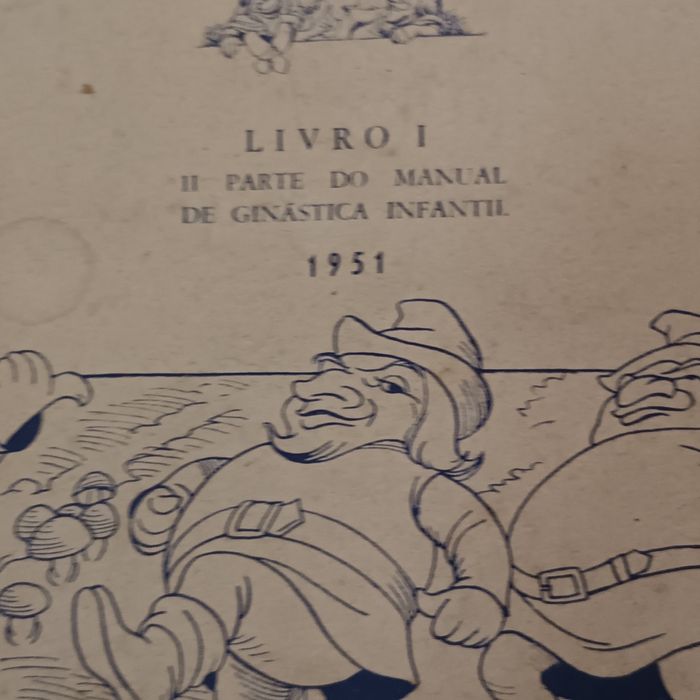 LIVRO I
II PARTE DO MANUAL
DE GINÁSTICA INFANTIL
1951